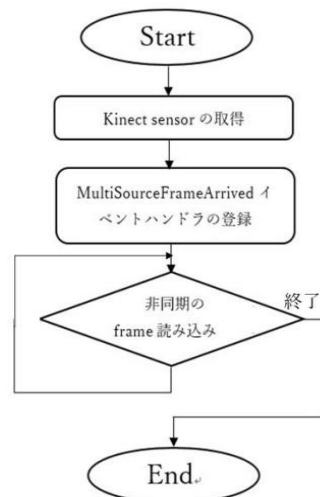 Start
Kinect sensor の取得
MultiSourceFrameArrived イ
ベントハンドラの登録
非同期の
frame 読み込み
終了
End